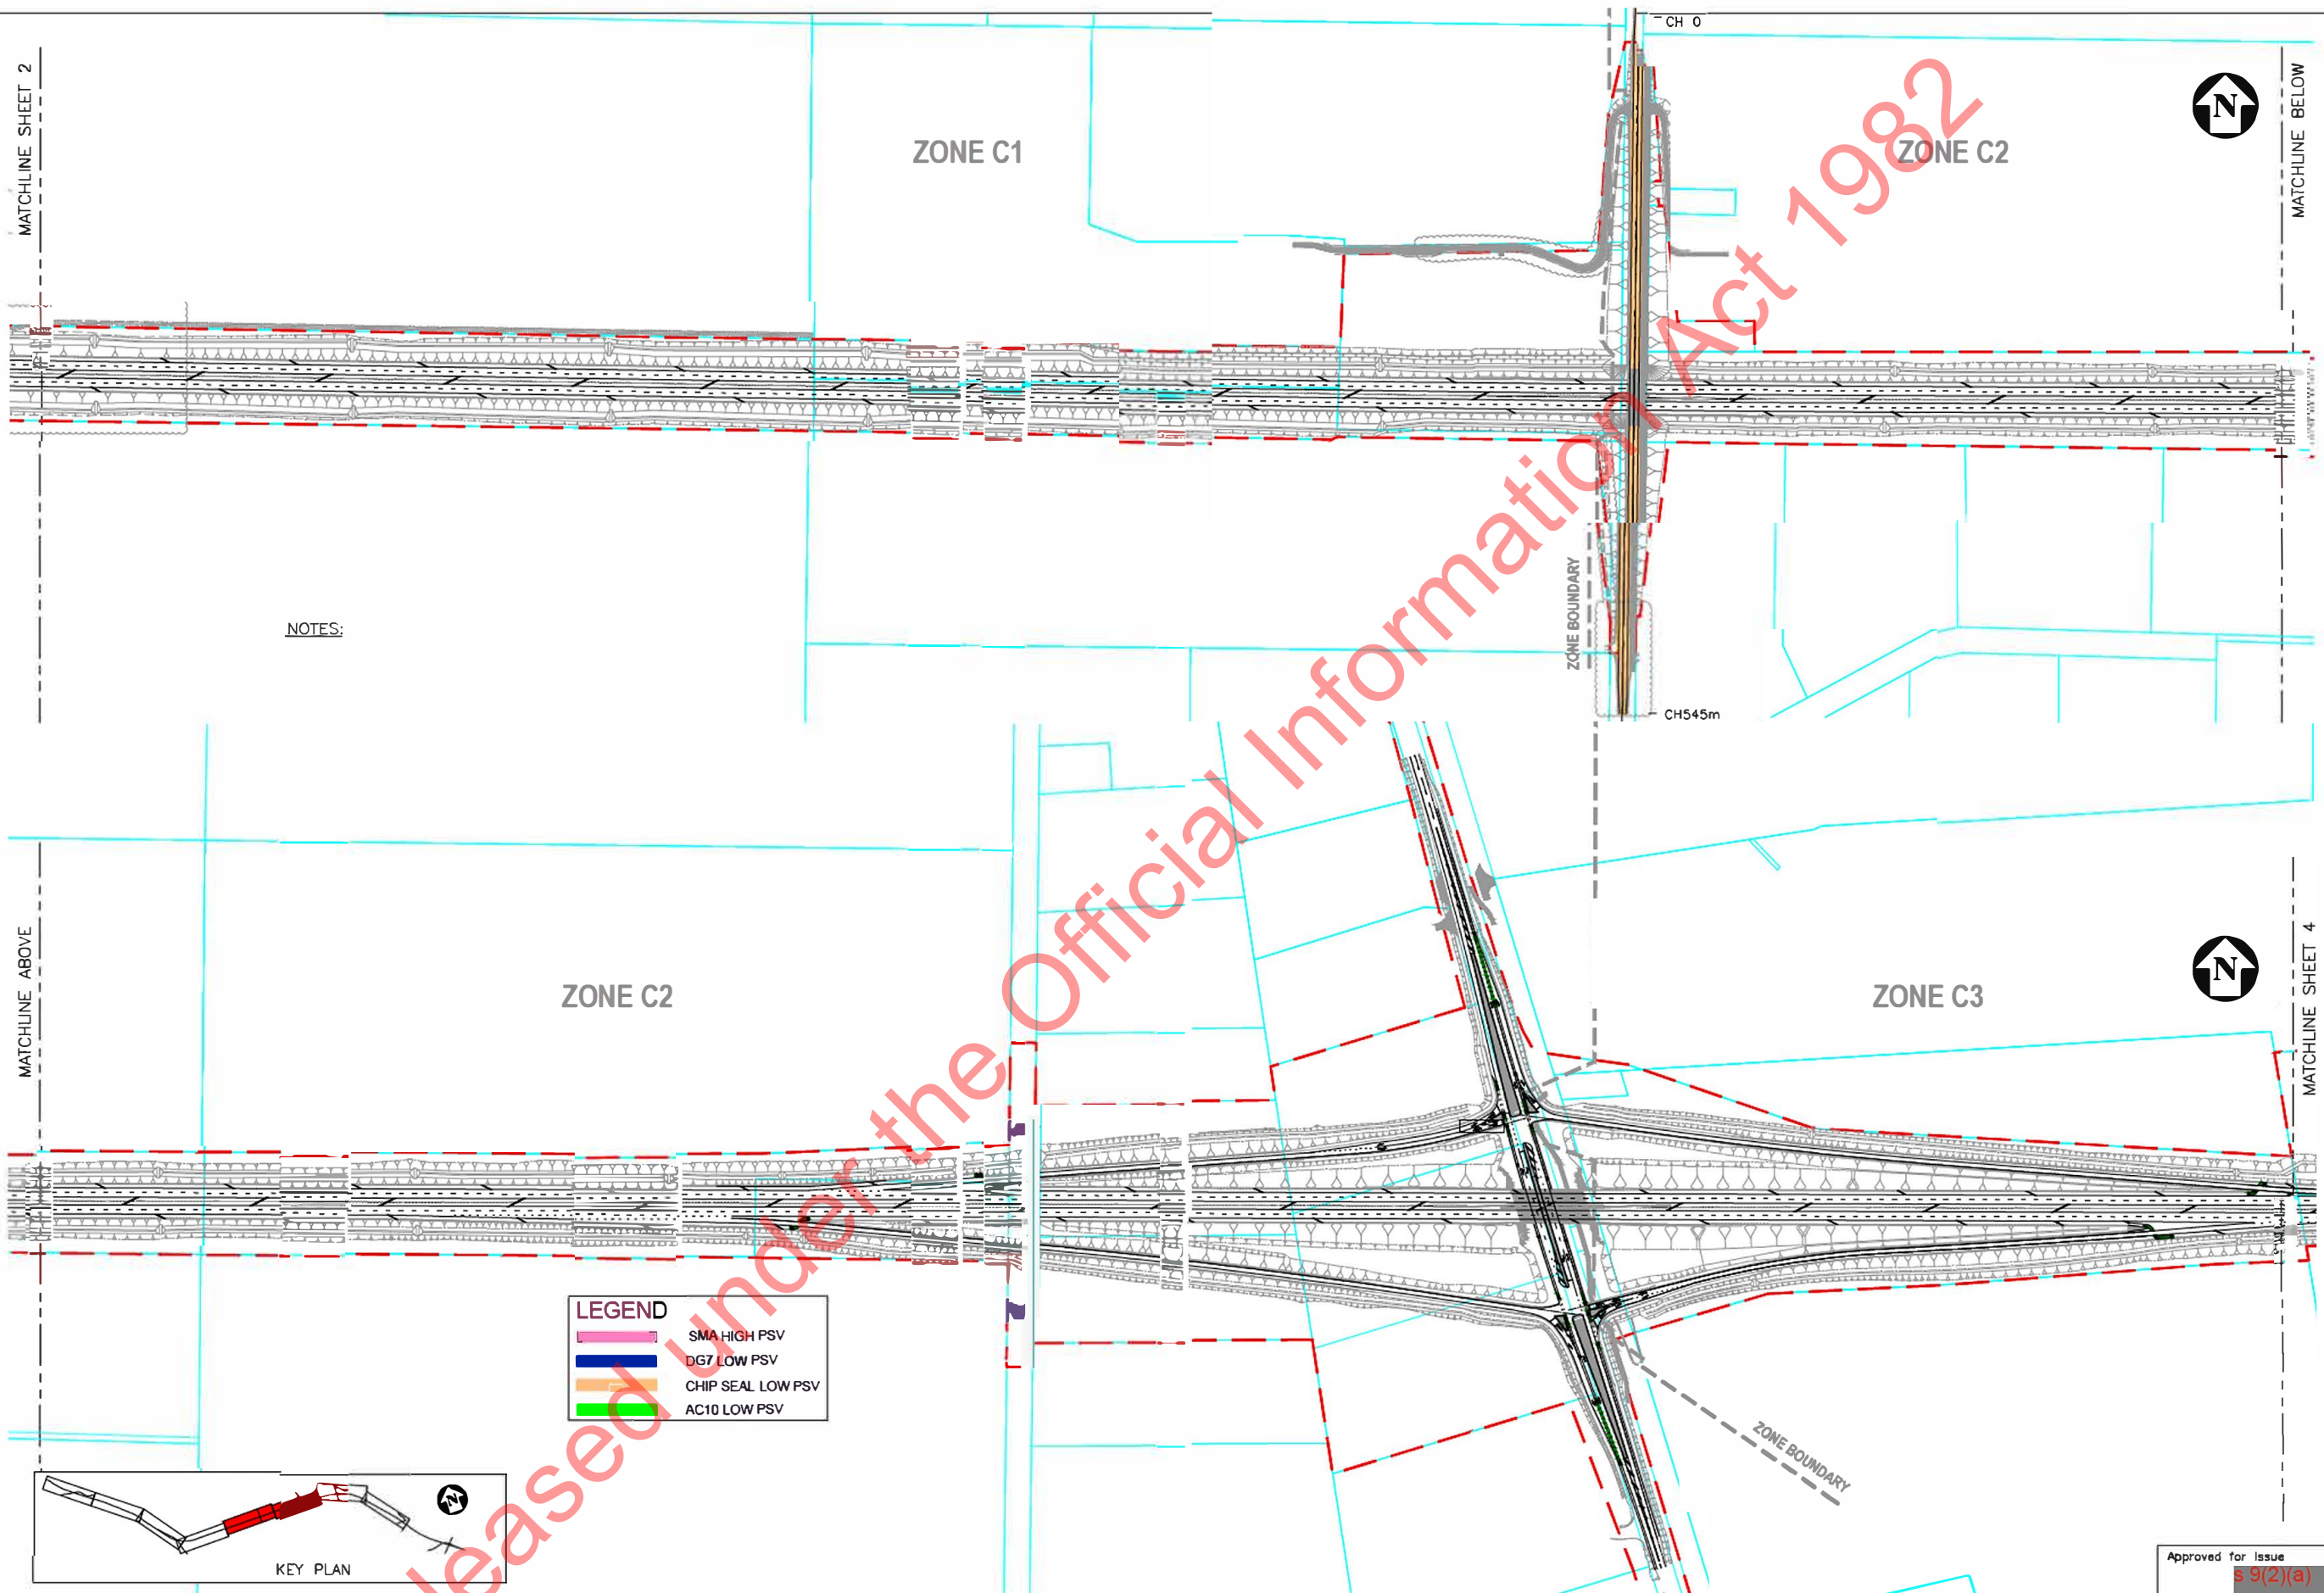 CH 0
MATCHLINE SHEET 2
ZONE C1
ZONE C2
N
MATCHLINE BELOW
NOTES:
ZONE BOUNDARY
CH545m
MATCHLINE ABOVE
ZONE C2
ZONE C3
N
MATCHLINE SHEET 4
LEGEND
SMA HIGH PSV
DG7 LOW PSV
CHIP SEAL LOW PSV
AC10 LOW PSV
ZONE BOUNDARY
N
KEY PLAN
Approved for Issue
s 9(2)(a)
leased under the Official Information Act 1982